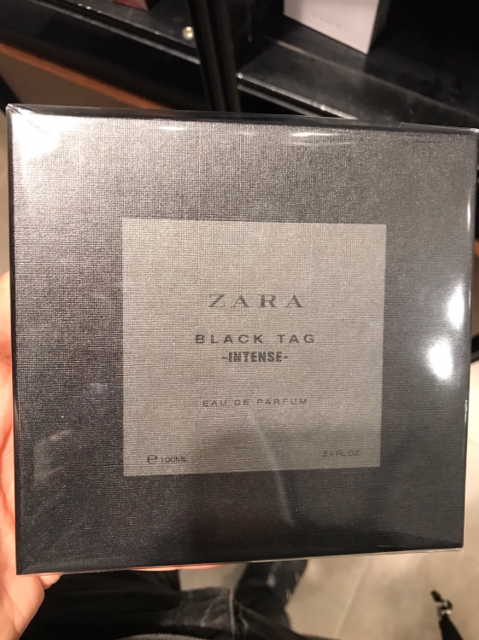 ZARA
BLACK TAG
-INTENSE-
EAU DE PARFUM
℮ 100ML
3.4 FL.OZ